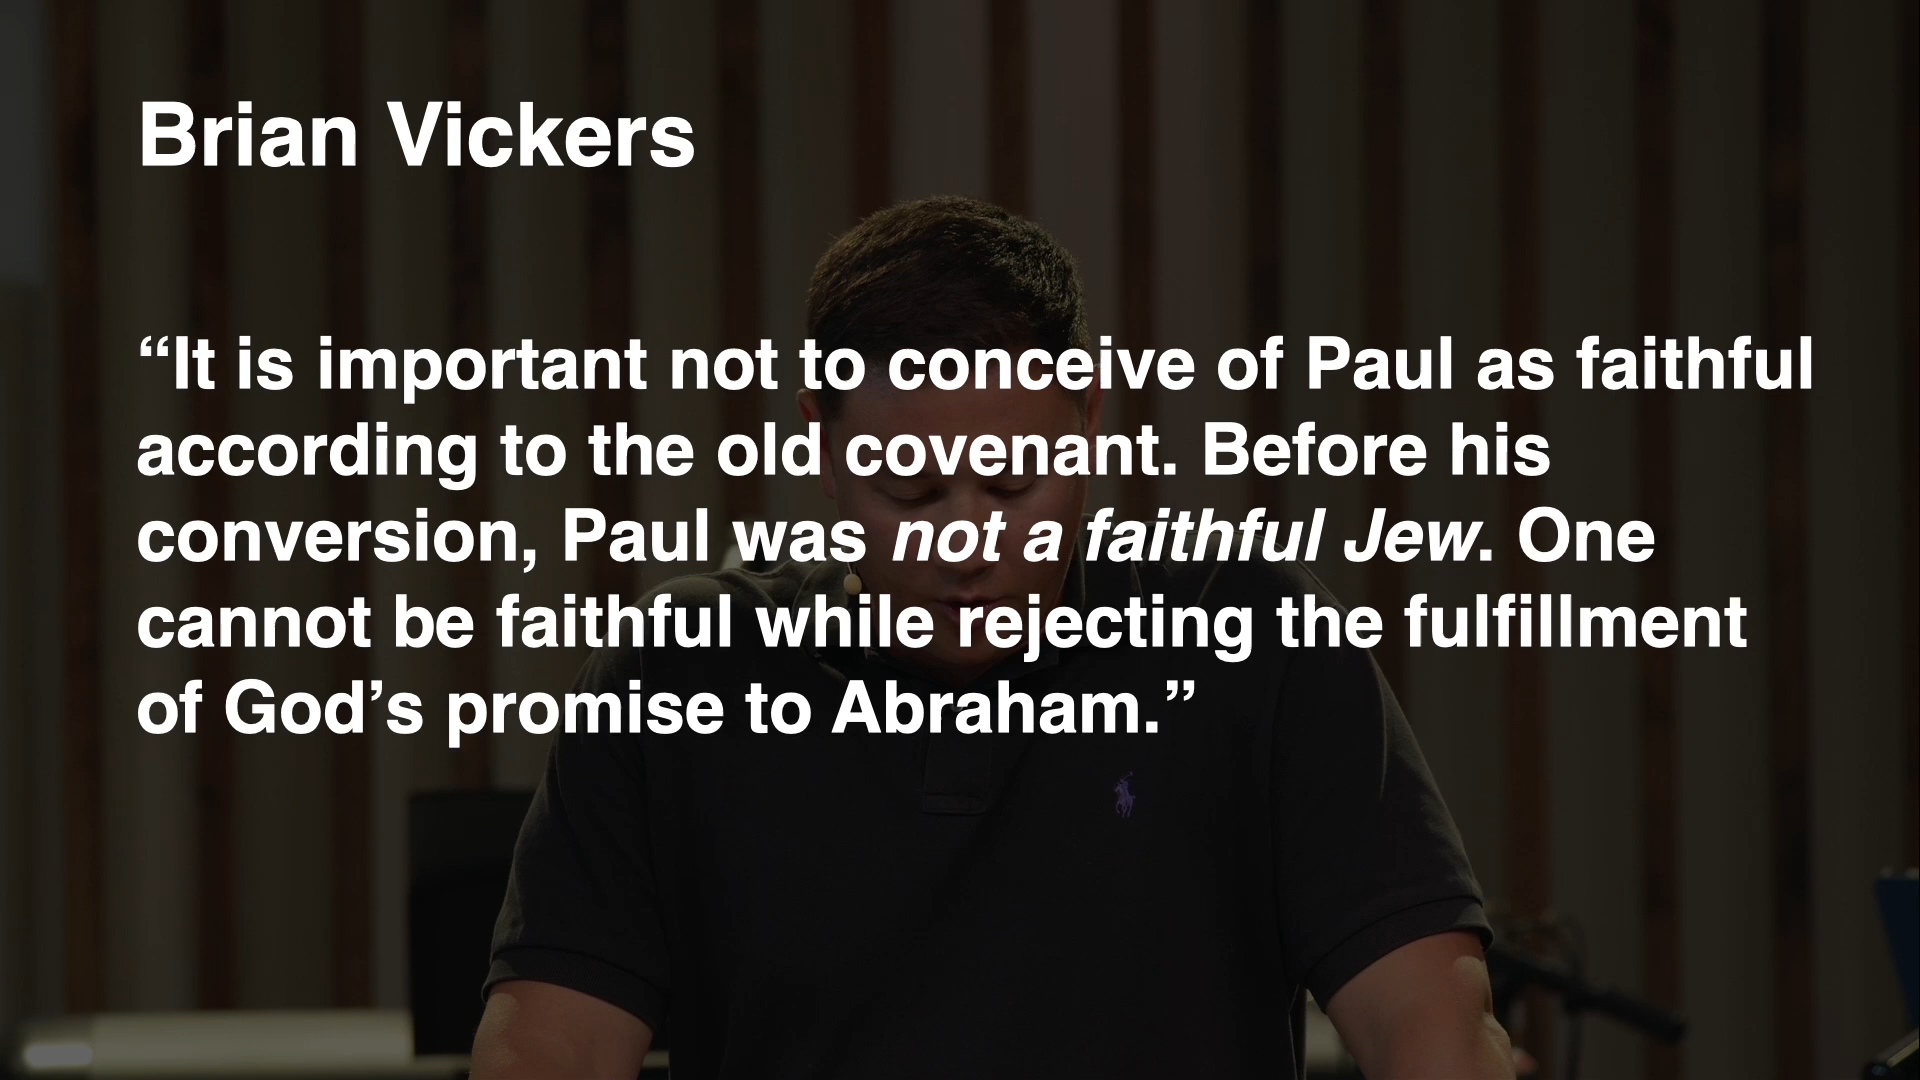 Brian Vickers
“It is important not to conceive of Paul as faithful
according to the old covenant. Before his
conversion, Paul was not a faithful Jew. One
cannot be faithful while rejecting the fulfillment
of God’s promise to Abraham.”